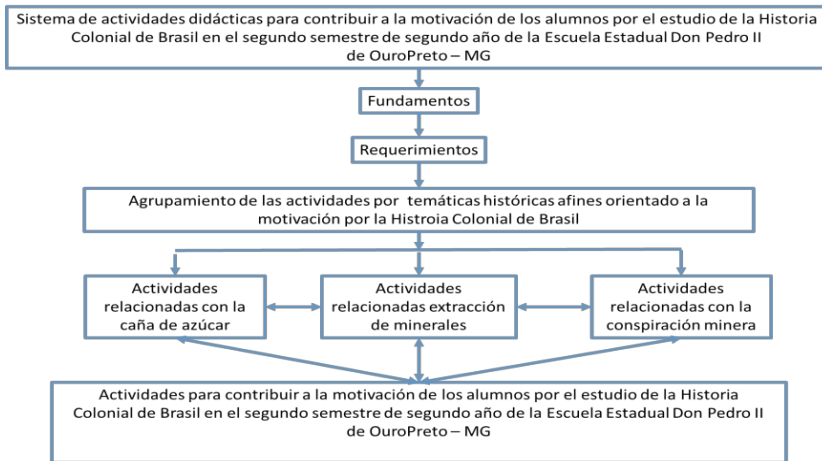 Sistema de actividades didácticas para contribuir a la motivación de los alumnos por el estudio de la Historia
Colonial de Brasil en el segundo semestre de segundo año de la Escuela Estadual Don Pedro II
de OuroPreto – MG
Fundamentos
Requerimientos
Agrupamiento de las actividades por temáticas históricas afines orientado a la
motivación por la Histroia Colonial de Brasil
Actividades
relacionadas con la
caña de azúcar
Actividades
relacionadas extracción
de minerales
Actividades
relacionadas con la
conspiración minera
Actividades para contribuir a la motivación de los alumnos por el estudio de la Historia
Colonial de Brasil en el segundo semestre de segundo año de la Escuela Estadual Don Pedro II
de OuroPreto – MG